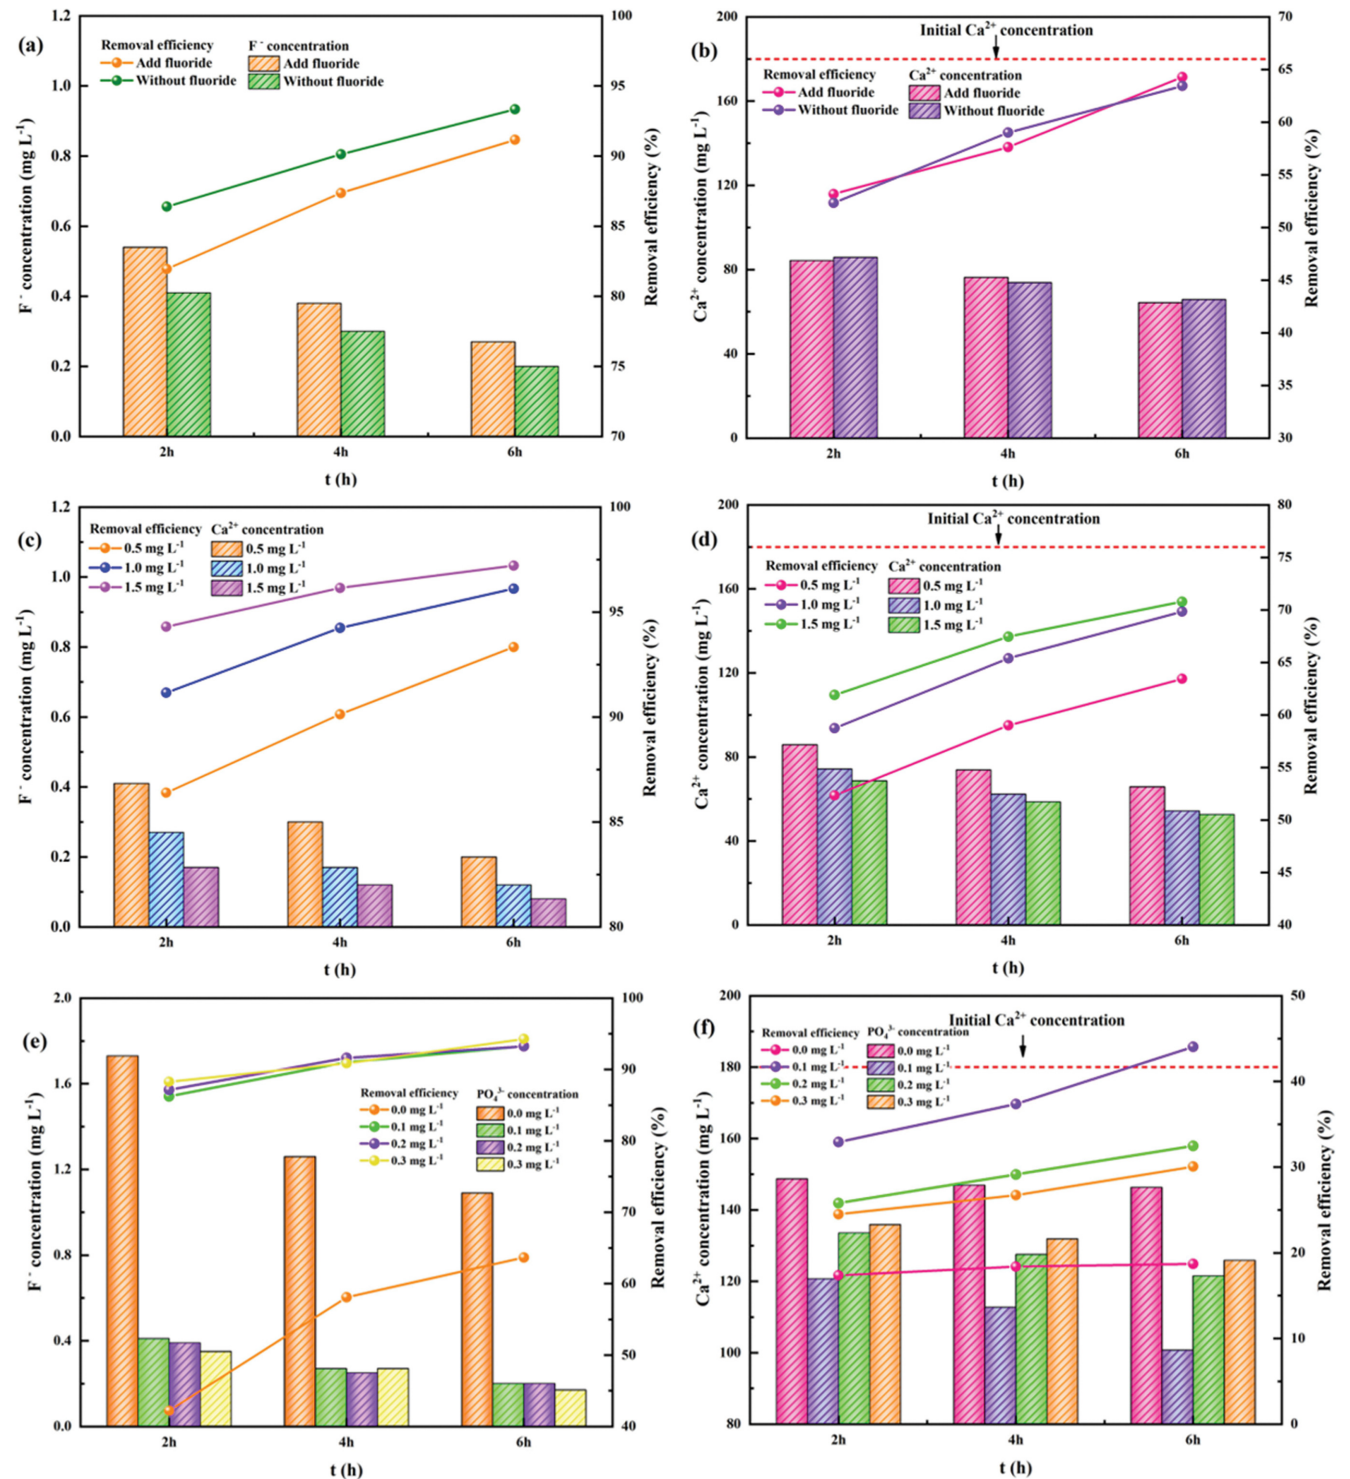 (a)
Removal efficiency
Add fluoride
Without fluoride
F - concentration
Add fluoride
Without fluoride
F - concentration (mg L-1)
1.2
1.0
0.8
0.6
0.4
0.2
0.0
100
95
90
85
80
75
70
Removal efficiency (%)
2h 4h 6h
t (h)
(b)
Initial Ca2+ concentration
Removal efficiency
Add fluoride
Without fluoride
Ca2+ concentration
Add fluoride
Without fluoride
Ca2+ concentration (mg L-1)
200
160
120
80
40
0
70
65
60
55
50
45
40
35
30
Removal efficiency (%)
2h 4h 6h
t (h)
(c)
Removal efficiency
0.5 mg L-1
1.0 mg L-1
1.5 mg L-1
Ca2+ concentration
0.5 mg L-1
1.0 mg L-1
1.5 mg L-1
F - concentration (mg L-1)
1.2
1.0
0.8
0.6
0.4
0.2
0.0
100
95
90
85
80
Removal efficiency (%)
2h 4h 6h
t (h)
(d)
Initial Ca2+ concentration
Removal efficiency
0.5 mg L-1
1.0 mg L-1
1.5 mg L-1
Ca2+ concentration
0.5 mg L-1
1.0 mg L-1
1.5 mg L-1
Ca2+ concentration (mg L-1)
200
160
120
80
40
0
80
75
70
65
60
55
50
45
40
Removal efficiency (%)
2h 4h 6h
t (h)
(e)
Removal efficiency
0.0 mg L-1
0.1 mg L-1
0.2 mg L-1
0.3 mg L-1
PO43- concentration
0.0 mg L-1
0.1 mg L-1
0.2 mg L-1
0.3 mg L-1
F - concentration (mg L-1)
2.0
1.6
1.2
0.8
0.4
0.0
100
90
80
70
60
50
40
Removal efficiency (%)
2h 4h 6h
t (h)
(f)
Initial Ca2+ concentration
Removal efficiency
0.0 mg L-1
0.1 mg L-1
0.2 mg L-1
0.3 mg L-1
PO43- concentration
0.0 mg L-1
0.1 mg L-1
0.2 mg L-1
0.3 mg L-1
Ca2+ concentration (mg L-1)
200
180
160
140
120
100
80
50
40
30
20
10
0
Removal efficiency (%)
2h 4h 6h
t (h)